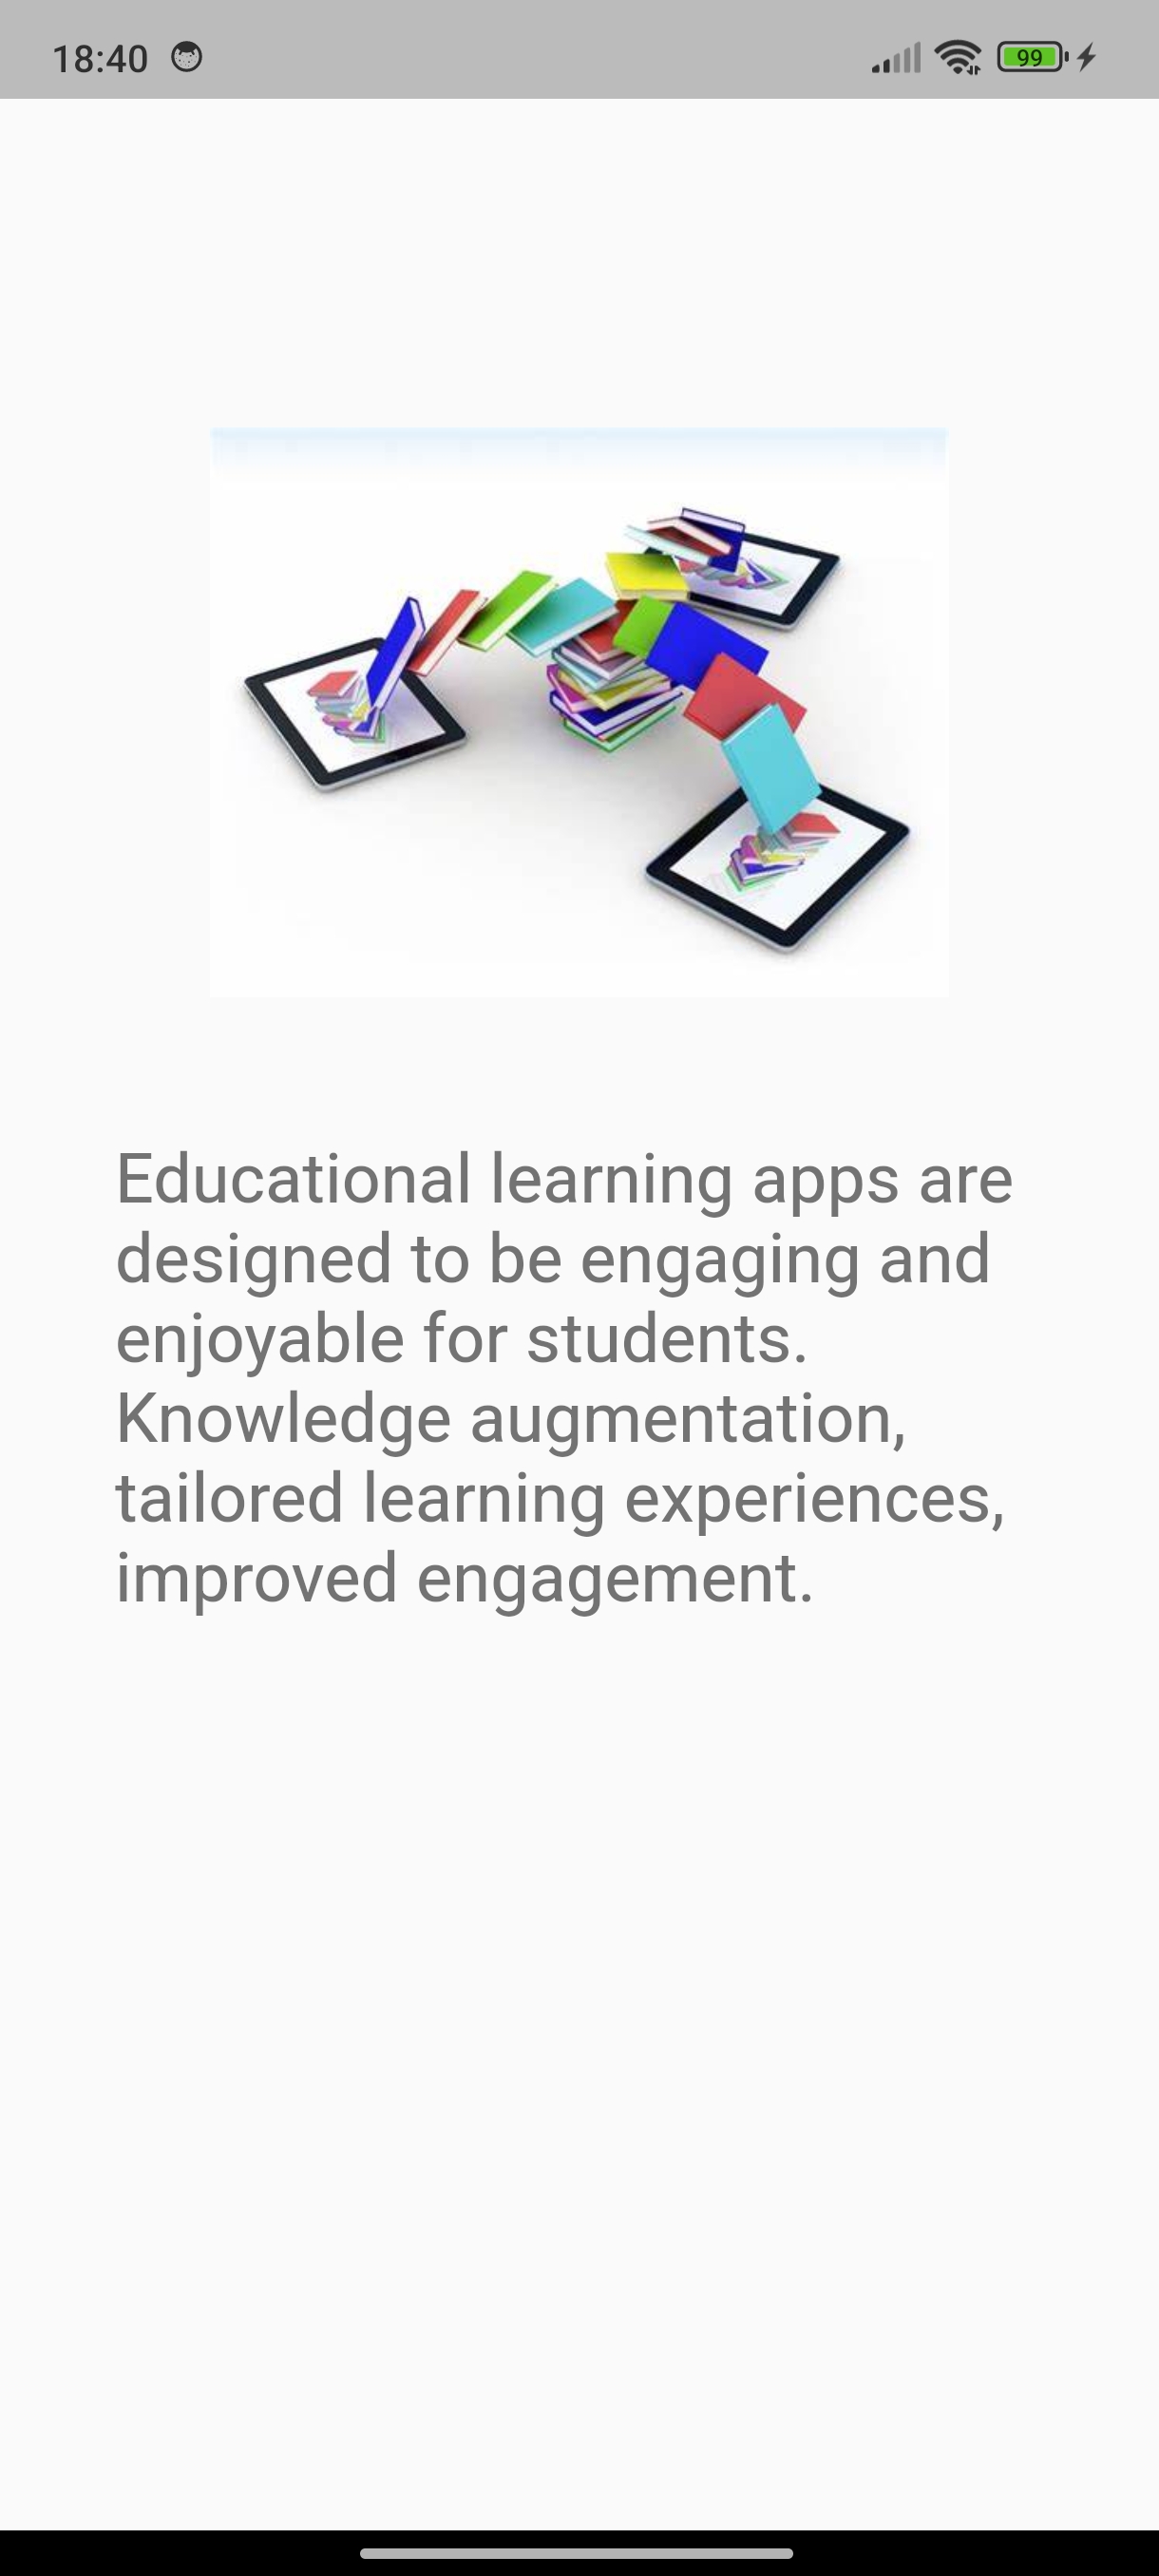 18:40
99
Educational learning apps are
designed to be engaging and
enjoyable for students.
Knowledge augmentation,
tailored learning experiences,
improved engagement.